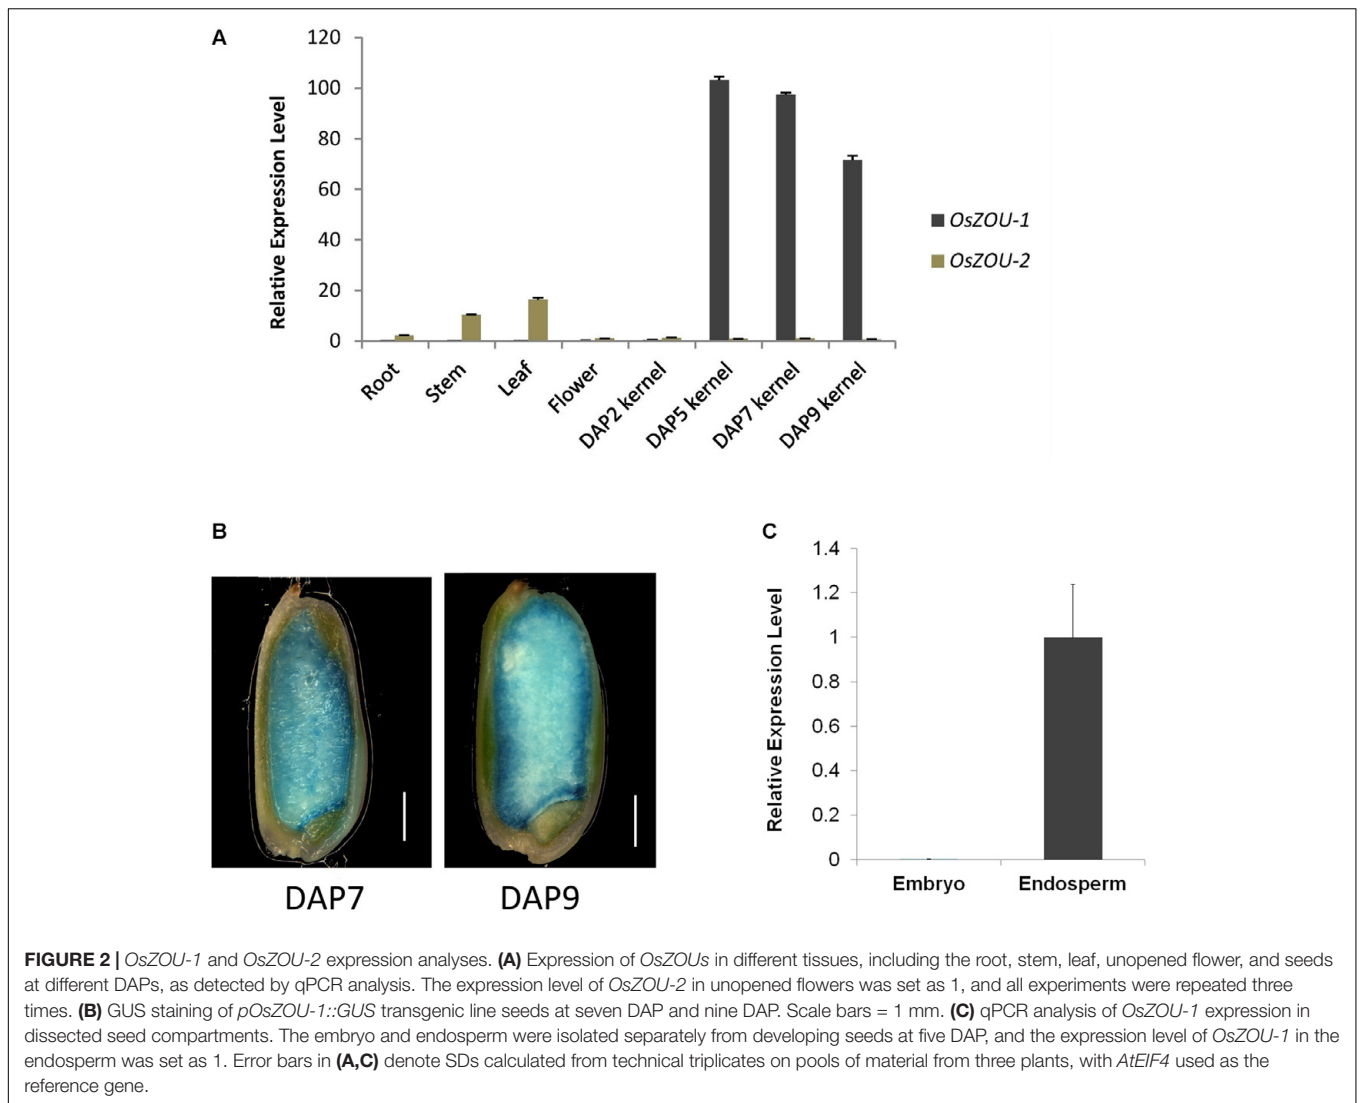 A
120
100
80
60
40
20
0
Relative Expression Level
Root
Stem
Leaf
Flower
DAP2 kernel
DAP5 kernel
DAP7 kernel
DAP9 kernel
OsZOU-1
OsZOU-2
B
DAP7
DAP9
C
1.4
1.2
1
0.8
0.6
0.4
0.2
0
Relative Expression Level
Embryo
Endosperm
FIGURE 2 | OsZOU-1 and OsZOU-2 expression analyses. (A) Expression of OsZOUs in different tissues, including the root, stem, leaf, unopened flower, and seeds
at different DAPs, as detected by qPCR analysis. The expression level of OsZOU-2 in unopened flowers was set as 1, and all experiments were repeated three
times. (B) GUS staining of pOsZOU-1::GUS transgenic line seeds at seven DAP and nine DAP. Scale bars = 1 mm. (C) qPCR analysis of OsZOU-1 expression in
dissected seed compartments. The embryo and endosperm were isolated separately from developing seeds at five DAP, and the expression level of OsZOU-1 in the
endosperm was set as 1. Error bars in (A,C) denote SDs calculated from technical triplicates on pools of material from three plants, with AtEIF4 used as the
reference gene.